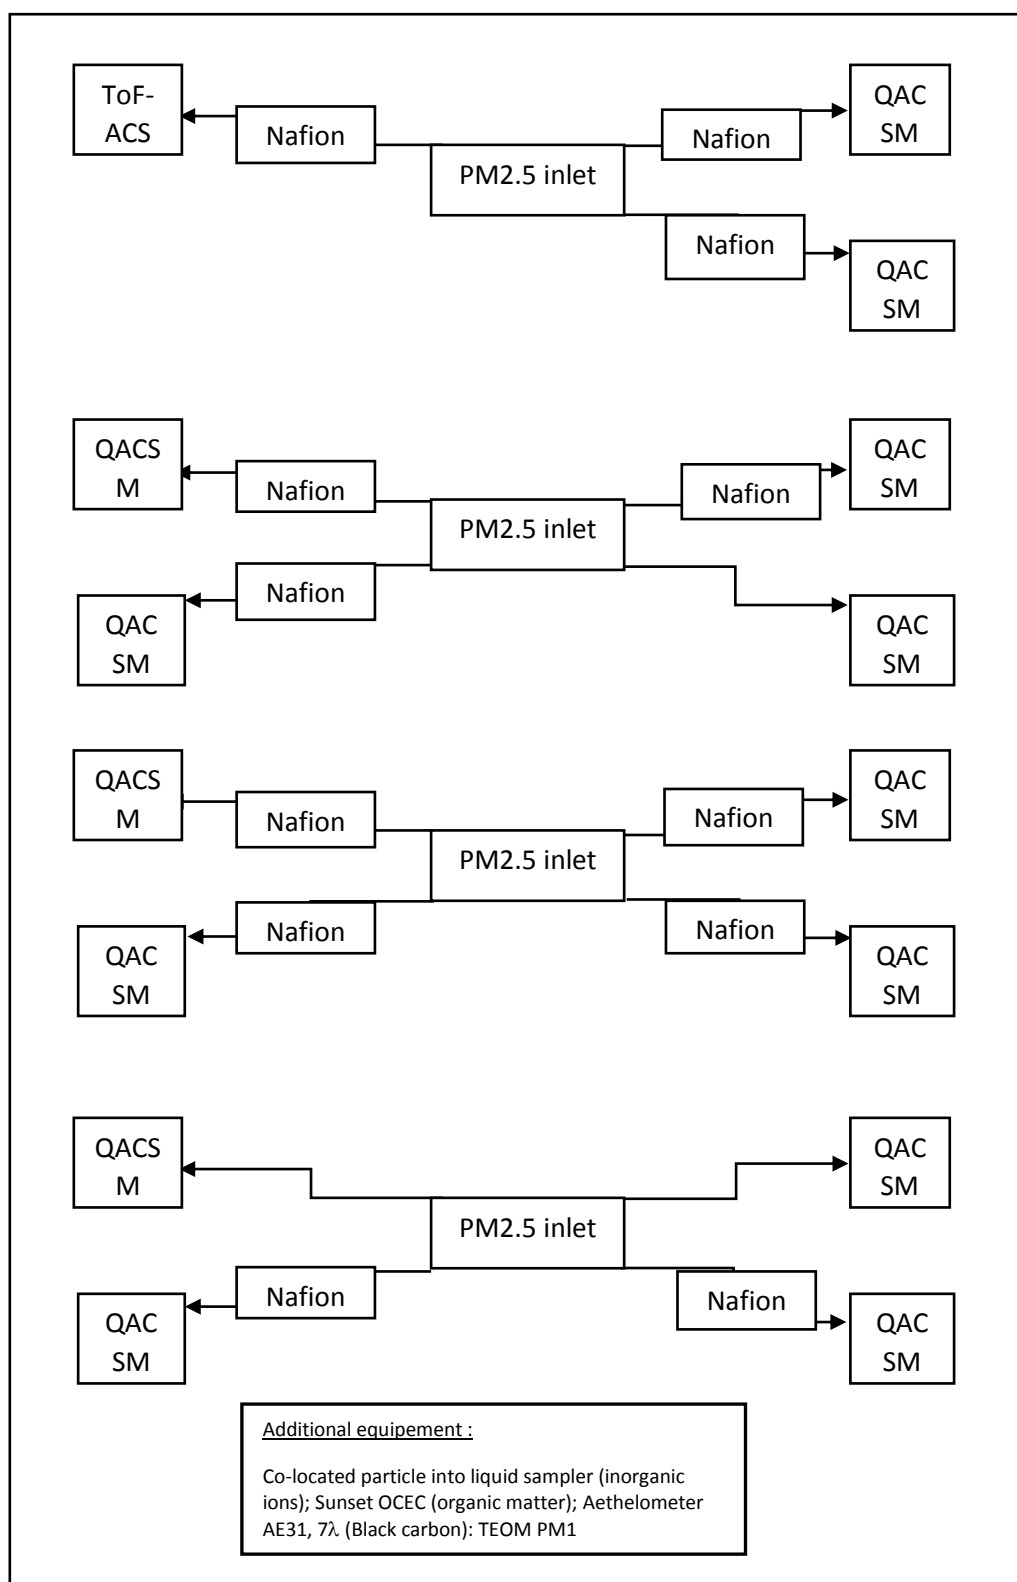 ToF-
ACS
Nafion
PM2.5 inlet
Nafion
QAC
SM
Nafion
QAC
SM
QACS
M
Nafion
PM2.5 inlet
Nafion
QAC
SM
Nafion
QAC
SM
QAC
SM
QACS
M
Nafion
PM2.5 inlet
Nafion
QAC
SM
Nafion
QAC
SM
Nafion
QAC
SM
QACS
M
PM2.5 inlet
QAC
SM
Nafion
QAC
SM
Nafion
QAC
SM
Additional equipement :
Co-located particle into liquid sampler (inorganic
ions); Sunset OCEC (organic matter); Aethelometer
AE31, 7λ (Black carbon): TEOM PM1